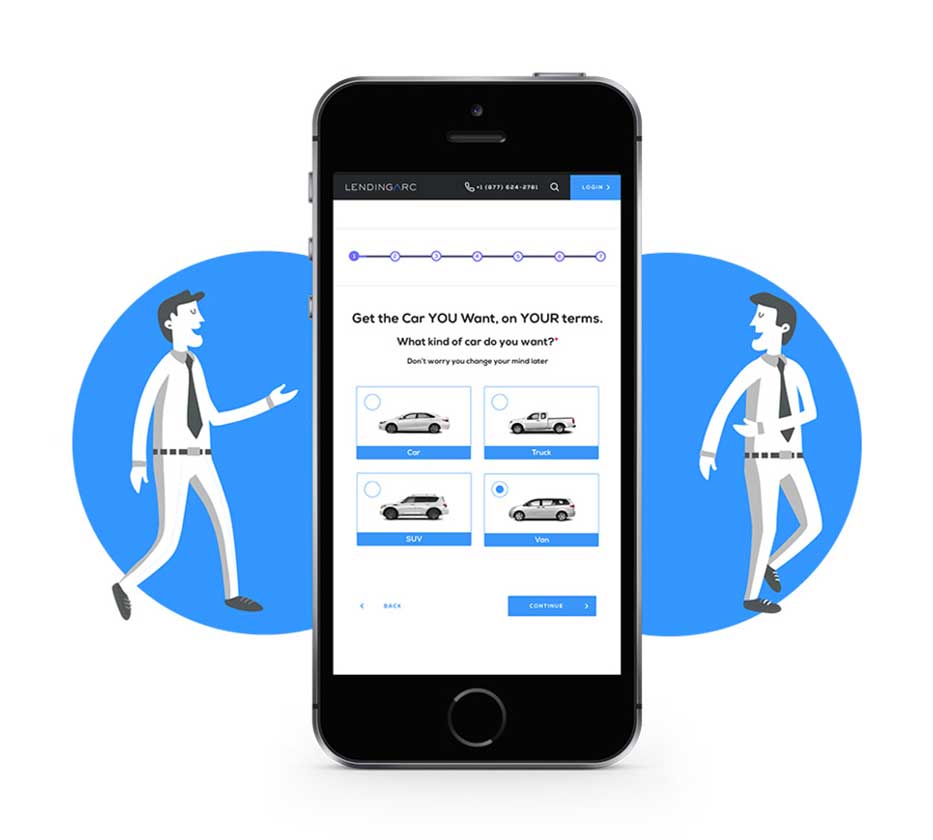 LENDINGARC +1 (877) 624-2781 LOGIN
1 2 3 4 5 6 7
Get the Car YOU Want, on YOUR terms.
What kind of car do you want?*
Don't worry you change your mind later
Car Truck
SUV Van
BACK CONTINUE